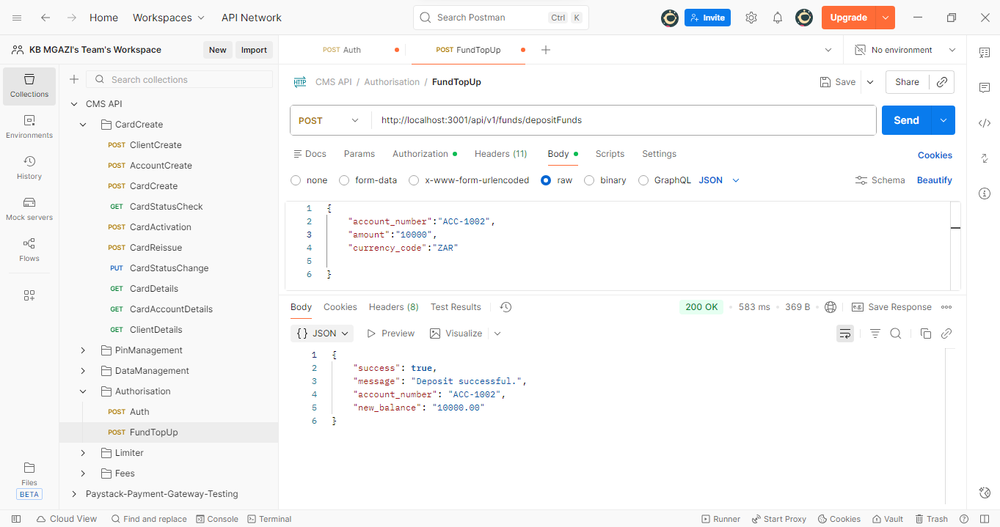 Home Workspaces API Network Search Postman Ctrl K Invite Upgrade
KB MGAZI's Team's Workspace New Import POST Auth POST FundTopUp No environment
Search collections
Collections
Environments
History
Mock servers
Flows
Files
BETA
CMS API
CardCreate
POST ClientCreate
POST AccountCreate
POST CardCreate
GET CardStatusCheck
POST CardActivation
POST CardReissue
PUT CardStatusChange
GET CardDetails
GET CardAccountDetails
GET ClientDetails
PinManagement
DataManagement
Authorisation
POST Auth
POST FundTopUp
Limiter
Fees
Paystack-Payment-Gateway-Testing
HTTP CMS API / Authorisation / FundTopUp Save Share
POST http://localhost:3001/api/v1/funds/depositFunds Send
Docs Params Authorization Headers (11) Body Scripts Settings Cookies
none form-data x-www-form-urlencoded raw binary GraphQL JSON Schema Beautify
1 {
2 "account_number":"ACC-1002",
3 "amount":"10000",
4 "currency_code":"ZAR"
5
6 }
Body Cookies Headers (8) Test Results 200 OK 583 ms 369 B e.g. Save Response
{} JSON Preview Visualize
1 {
2 "success": true,
3 "message": "Deposit successful.",
4 "account_number": "ACC-1002",
5 "new_balance": "10000.00"
6 }
Cloud View Find and replace Console Terminal Runner Start Proxy Cookies Vault Trash